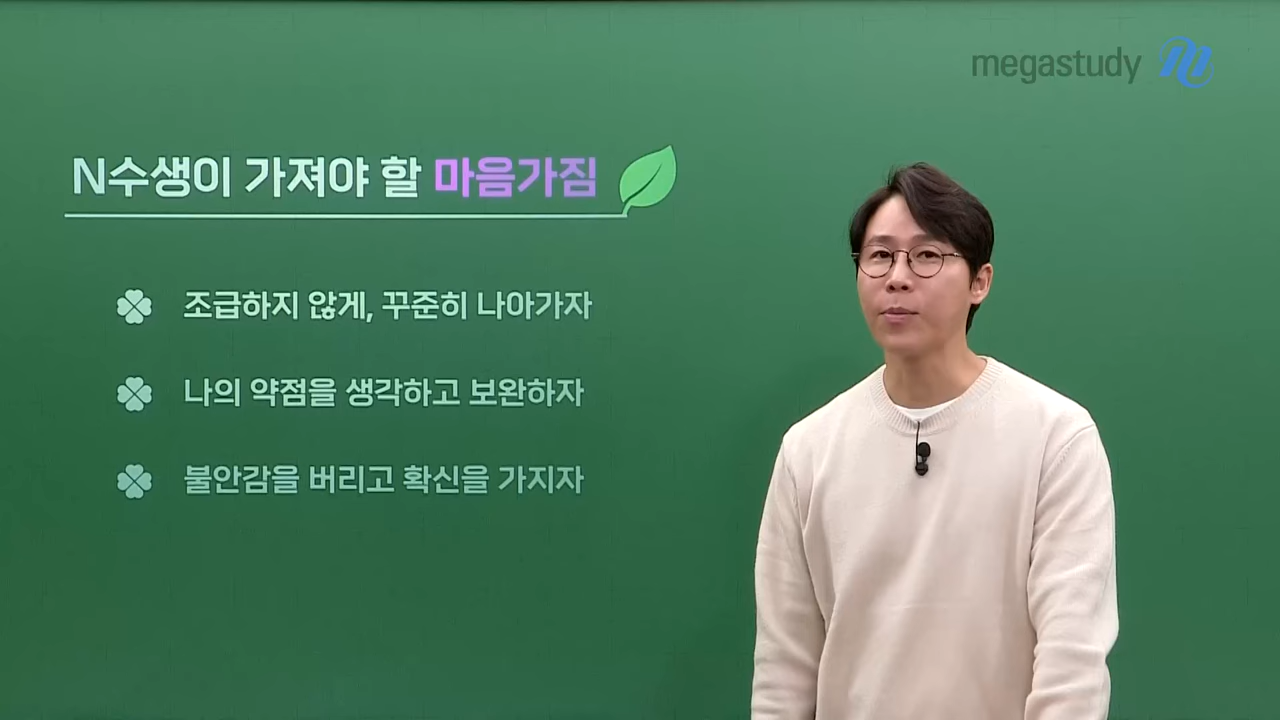 megastudy
N수생이 가져야 할 마음가짐
조급하지 않게, 꾸준히 나아가자
나의 약점을 생각하고 보완하자
불안감을 버리고 확신을 가지자